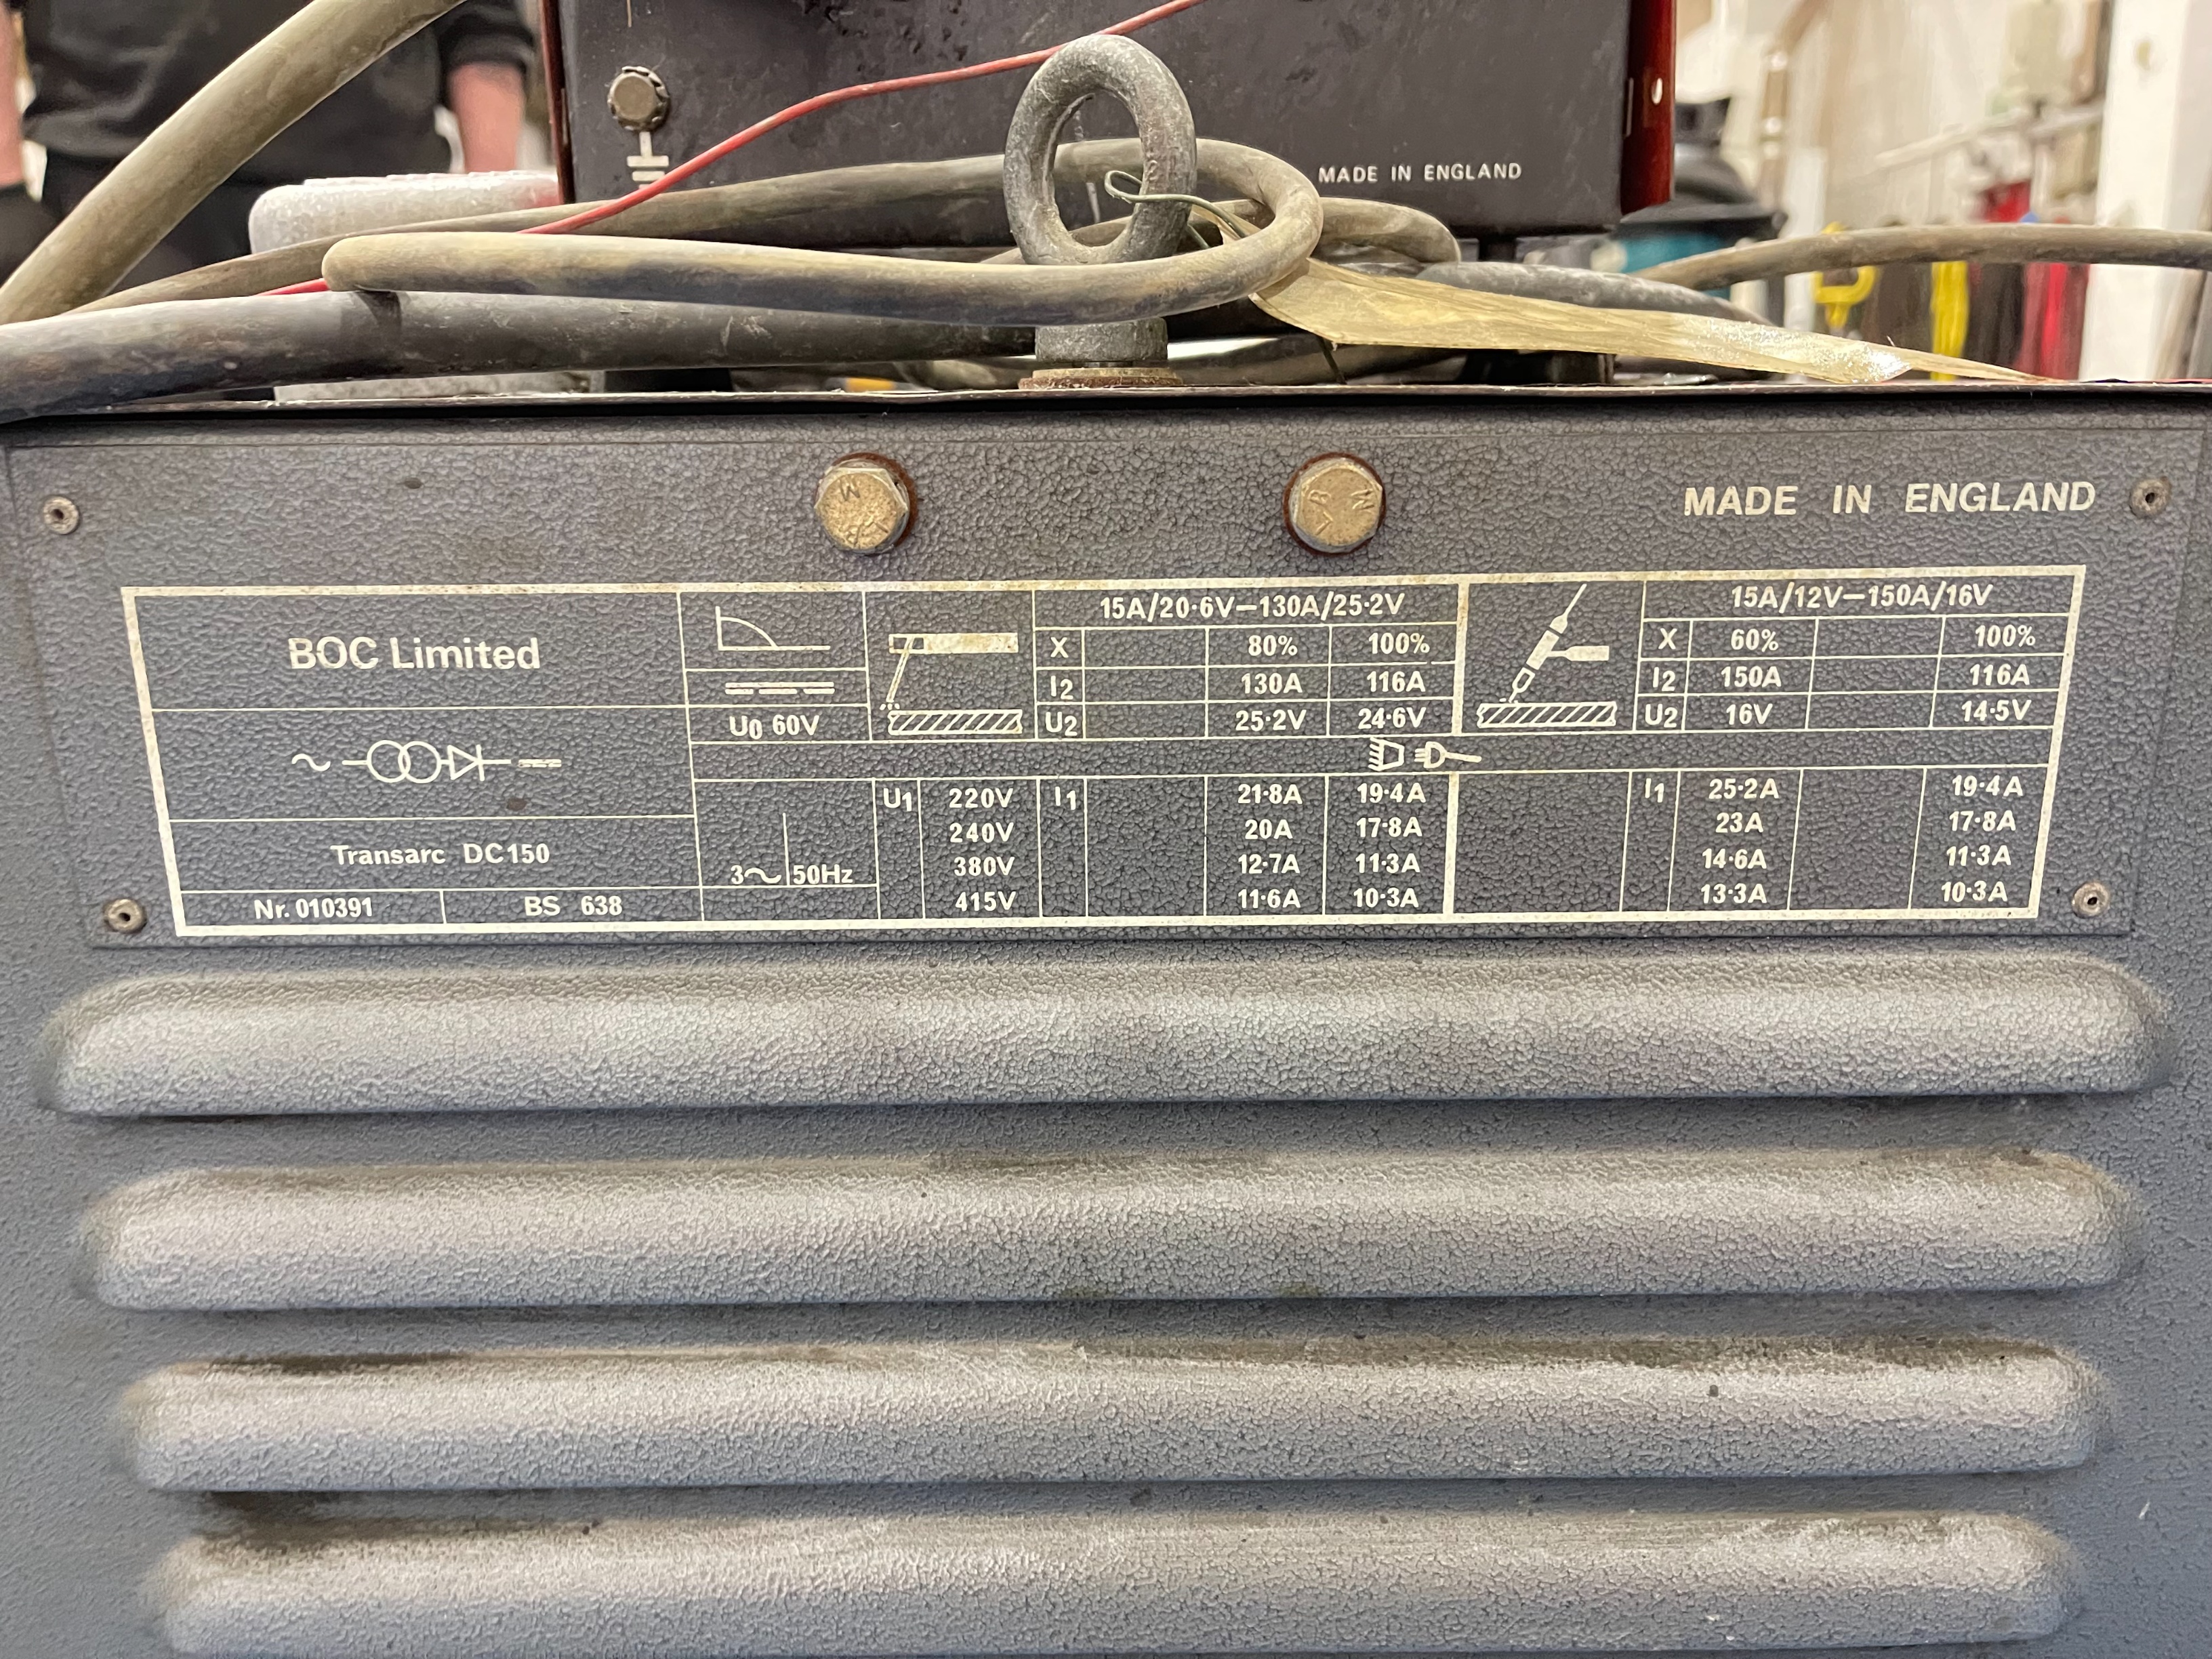 MADE IN ENGLAND
MADE IN ENGLAND
BOC Limited
Transarc DC150
Nr. 010391 BS 638
U0 60V
3~ 50Hz
15A/20·6V–130A/25·2V
X 80% 100%
I2 130A 116A
U2 25·2V 24·6V
15A/12V–150A/16V
X 60% 100%
I2 150A 116A
U2 16V 14·5V
U1 220V I1 21·8A 19·4A I1 25·2A 19·4A
240V 20A 17·8A 23A 17·8A
380V 12·7A 11·3A 14·6A 11·3A
415V 11·6A 10·3A 13·3A 10·3A